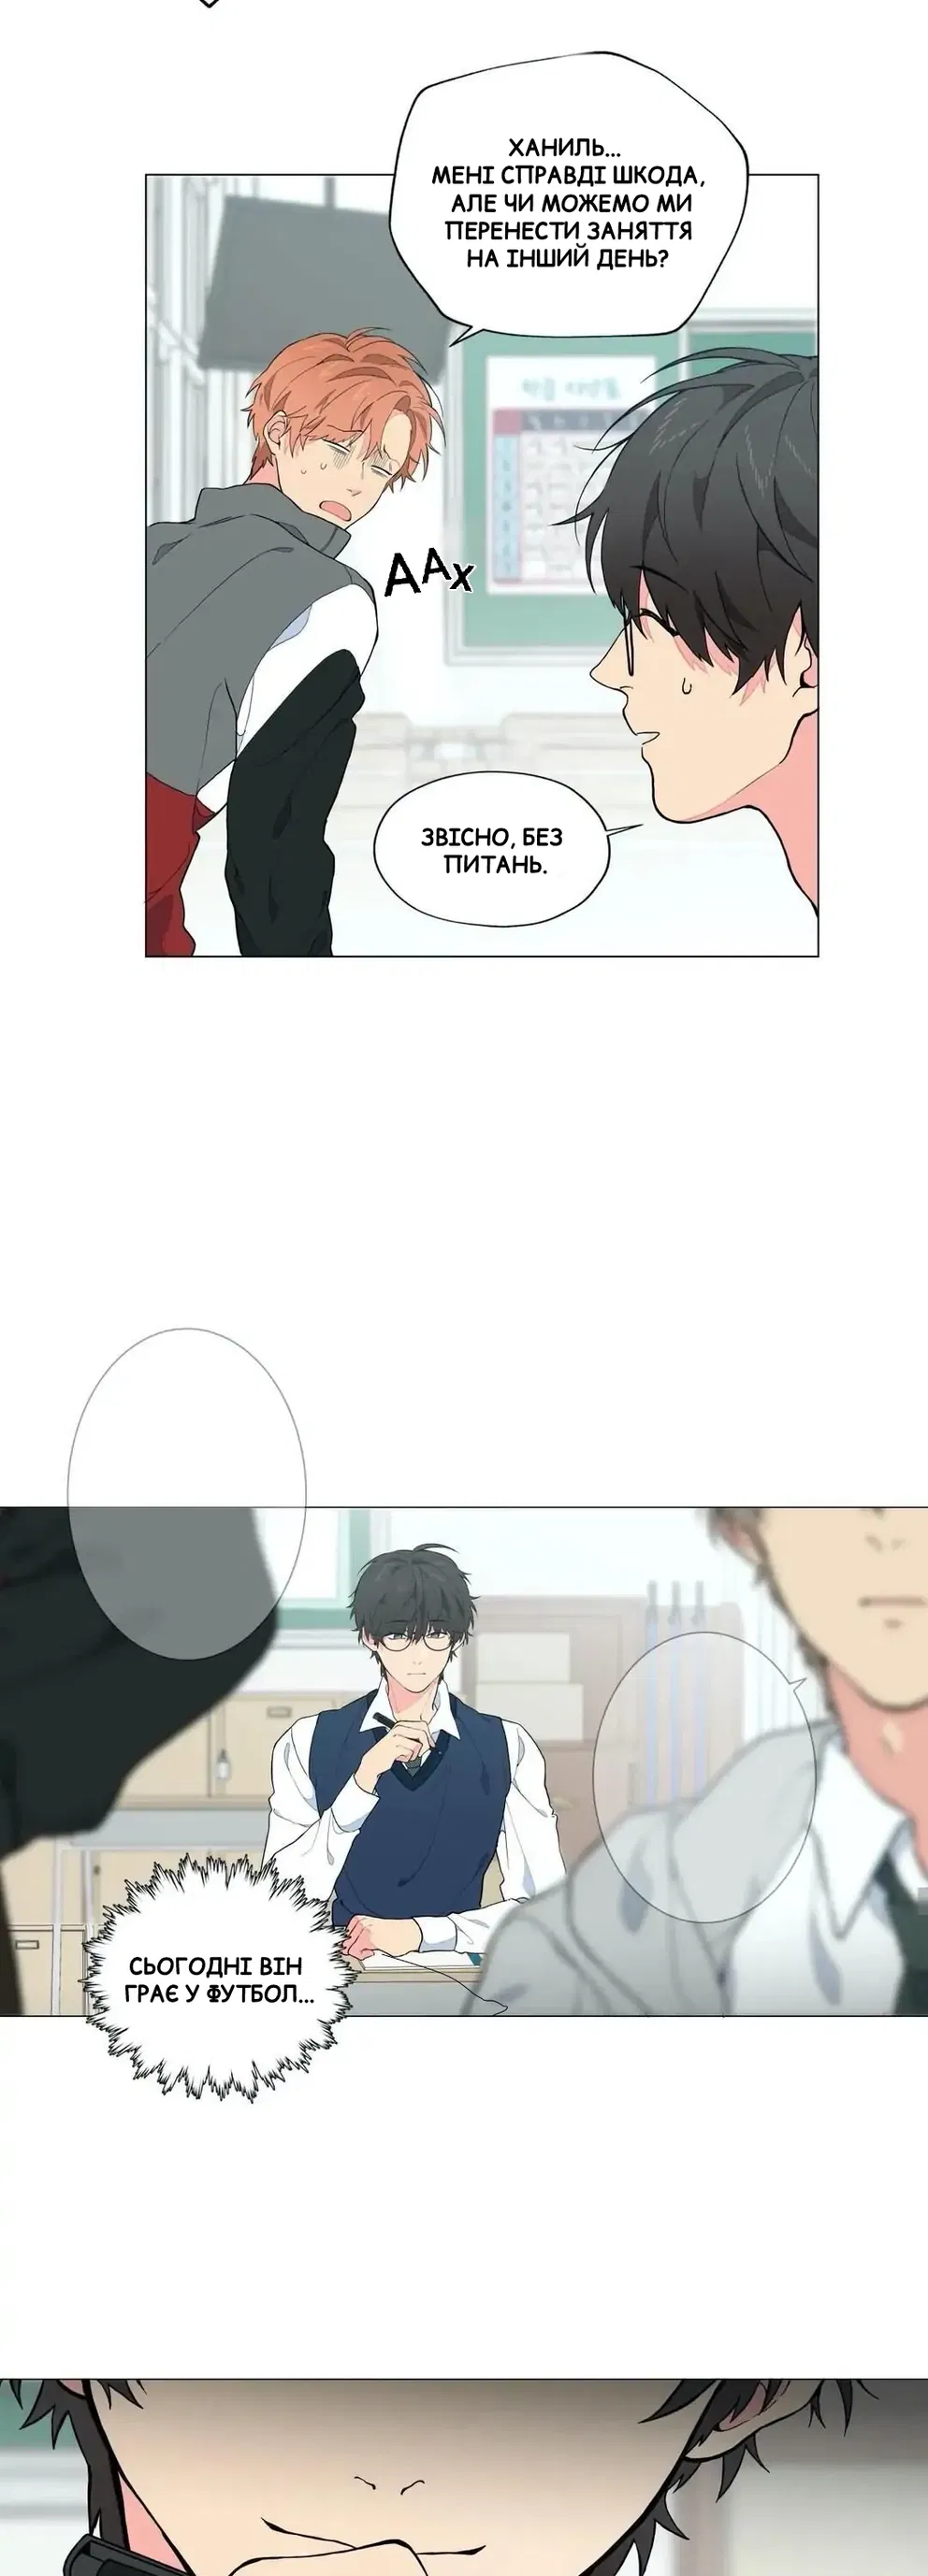 ХАНИЛЬ...
МЕНІ СПРАВДІ ШКОДА,
АЛЕ ЧИ МОЖЕМО МИ
ПЕРЕНЕСТИ ЗАНЯТТЯ
НА ІНШИЙ ДЕНЬ?
ААХ
ЗВІСНО, БЕЗ
ПИТАНЬ.
СЬОГОДНІ ВІН
ГРАЄ У ФУТБОЛ...